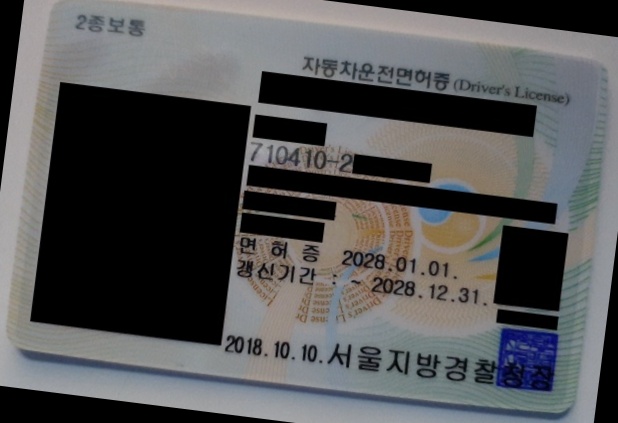 2종보통
자동차운전면허증 (Driver's License)
710410-2
면 허 증 2028.01.01.
갱신기간 : ~ 2028.12.31.
2018.10.10. 서울지방경찰청장